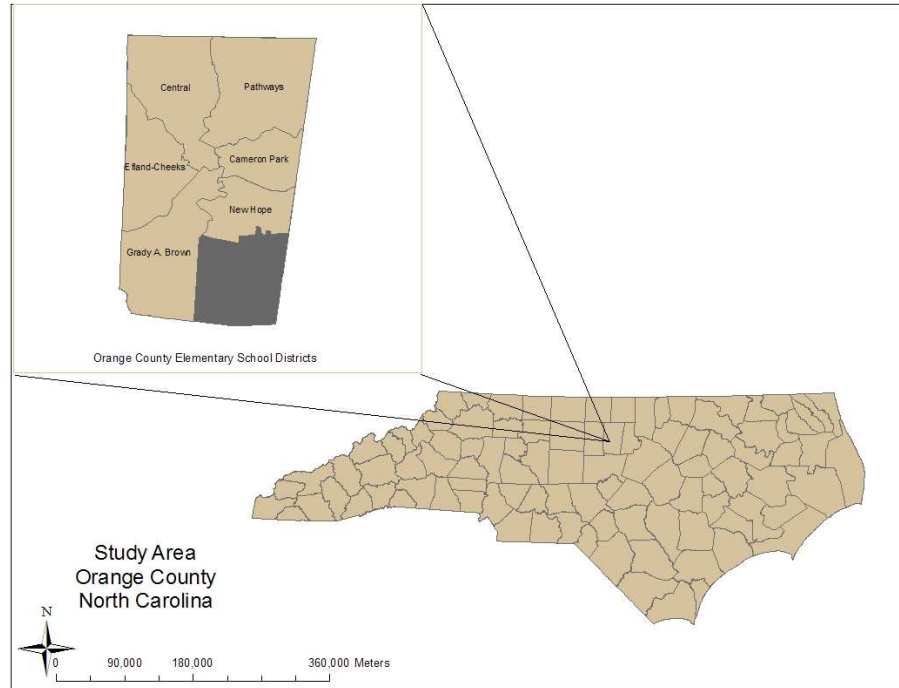 Central
Pathways
Efland-Cheeks
Cameron Park
New Hope
Grady A. Brown
Orange County Elementary School Districts
Study Area
Orange County
North Carolina
N
0 90,000 180,000 360,000 Meters